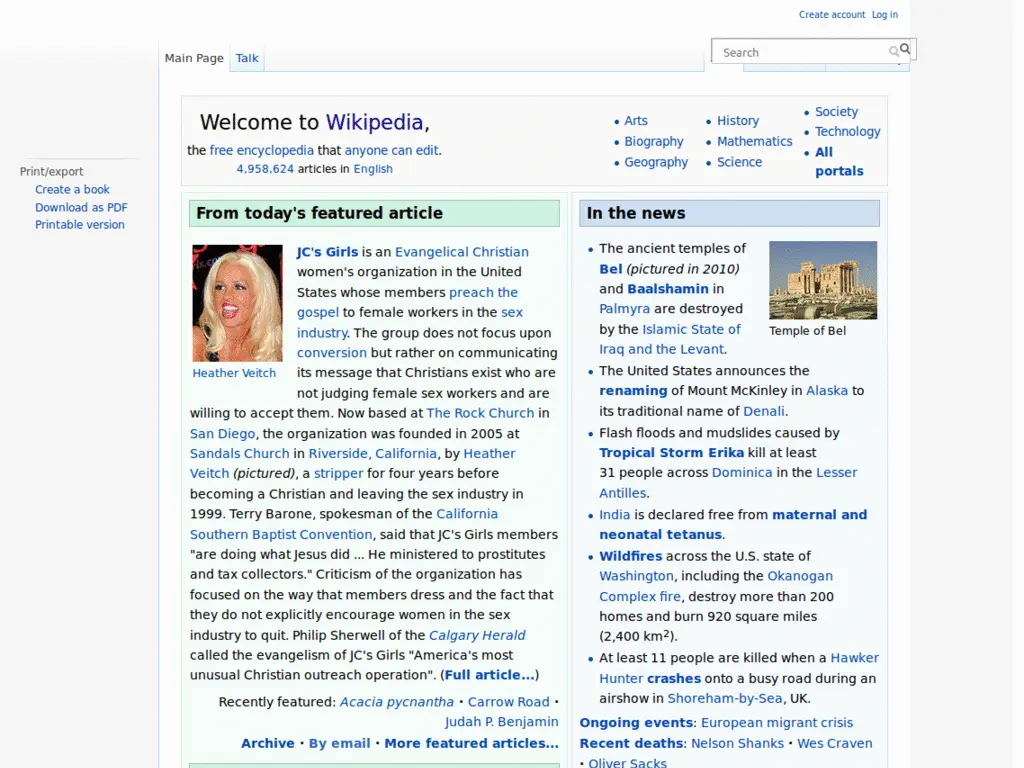 Create account Log in
Main Page Talk
Search
Welcome to Wikipedia,
the free encyclopedia that anyone can edit.
4,958,624 articles in English
• Arts
• Biography
• Geography
• History
• Mathematics
• Science
• Society
• Technology
• All
portals
Print/export
Create a book
Download as PDF
Printable version
From today's featured article
Heather Veitch
JC's Girls is an Evangelical Christian
women's organization in the United
States whose members preach the
gospel to female workers in the sex
industry. The group does not focus upon
conversion but rather on communicating
its message that Christians exist who are
not judging female sex workers and are
willing to accept them. Now based at The Rock Church in
San Diego, the organization was founded in 2005 at
Sandals Church in Riverside, California, by Heather
Veitch (pictured), a stripper for four years before
becoming a Christian and leaving the sex industry in
1999. Terry Barone, spokesman of the California
Southern Baptist Convention, said that JC's Girls members
"are doing what Jesus did ... He ministered to prostitutes
and tax collectors." Criticism of the organization has
focused on the way that members dress and the fact that
they do not explicitly encourage women in the sex
industry to quit. Philip Sherwell of the Calgary Herald
called the evangelism of JC's Girls "America's most
unusual Christian outreach operation". (Full article...)
Recently featured: Acacia pycnantha • Carrow Road •
Judah P. Benjamin
Archive • By email • More featured articles...
In the news
Temple of Bel
• The ancient temples of
Bel (pictured in 2010)
and Baalshamin in
Palmyra are destroyed
by the Islamic State of
Iraq and the Levant.
• The United States announces the
renaming of Mount McKinley in Alaska to
its traditional name of Denali.
• Flash floods and mudslides caused by
Tropical Storm Erika kill at least
31 people across Dominica in the Lesser
Antilles.
• India is declared free from maternal and
neonatal tetanus.
• Wildfires across the U.S. state of
Washington, including the Okanogan
Complex fire, destroy more than 200
homes and burn 920 square miles
(2,400 km²).
• At least 11 people are killed when a Hawker
Hunter crashes onto a busy road during an
airshow in Shoreham-by-Sea, UK.
Ongoing events: European migrant crisis
Recent deaths: Nelson Shanks • Wes Craven
• Oliver Sacks